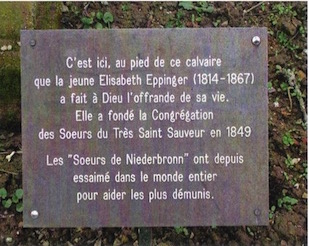 C'est ici, au pied de ce calvaire
que la jeune Elisabeth Eppinger (1814-1867)
a fait à Dieu l'offrande de sa vie.
Elle a fondé la Congrégation
des Soeurs du Très Saint Sauveur en 1849
Les "Soeurs de Niederbronn" ont depuis
essaimé dans le monde entier
pour aider les plus démunis.